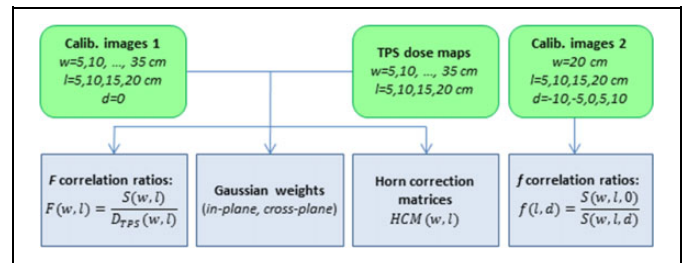 Calib. images 1
w=5,10, ..., 35 cm
l=5,10,15,20 cm
d=0
TPS dose maps
w=5,10, ..., 35 cm
l=5,10,15,20 cm
Calib. images 2
w=20 cm
l=5,10,15,20 cm
d=-10,-5,0,5,10
F correlation ratios:
F(w,l) = S(w,l) / D_TPS(w,l)
Gaussian weights
(in-plane, cross-plane)
Horn correction
matrices
HCM (w,l)
f correlation ratios:
f(l,d) = S(w,l,0) / S(w,l,d)